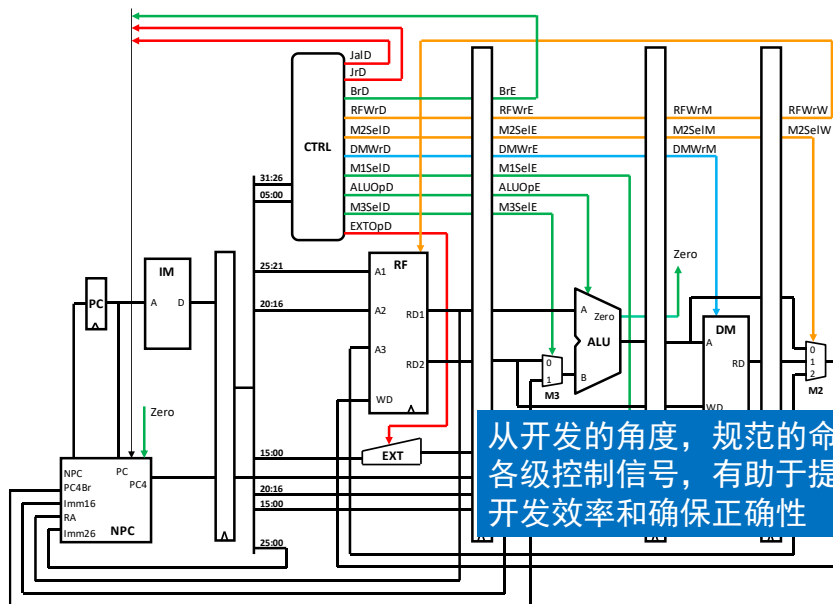 JalD
JrD
BrD
BrE
RFWrD
RFWrE
RFWrM
RFWrW
M2SelD
M2SelE
M2SelM
M2SelW
CTRL
DMWrD
DMWrE
DMWrM
31:26
M1SelD
M1SelE
05:00
ALUOpD
ALUOpE
M3SelD
M3SelE
EXTOpD
Zero
IM
25:21
A1
RF
PC
A
D
20:16
A2
RD1
A
Zero
DM
ALU
A
0
A3
RD2
0
RD
1
1
B
2
M3
M2
WD
WD
Zero
从开发的角度，规范的命
各级控制信号，有助于提
开发效率和确保正确性
15:00
EXT
NPC
PC
PC4Br
PC4
Imm16
20:16
RA
15:00
Imm26
NPC
25:00